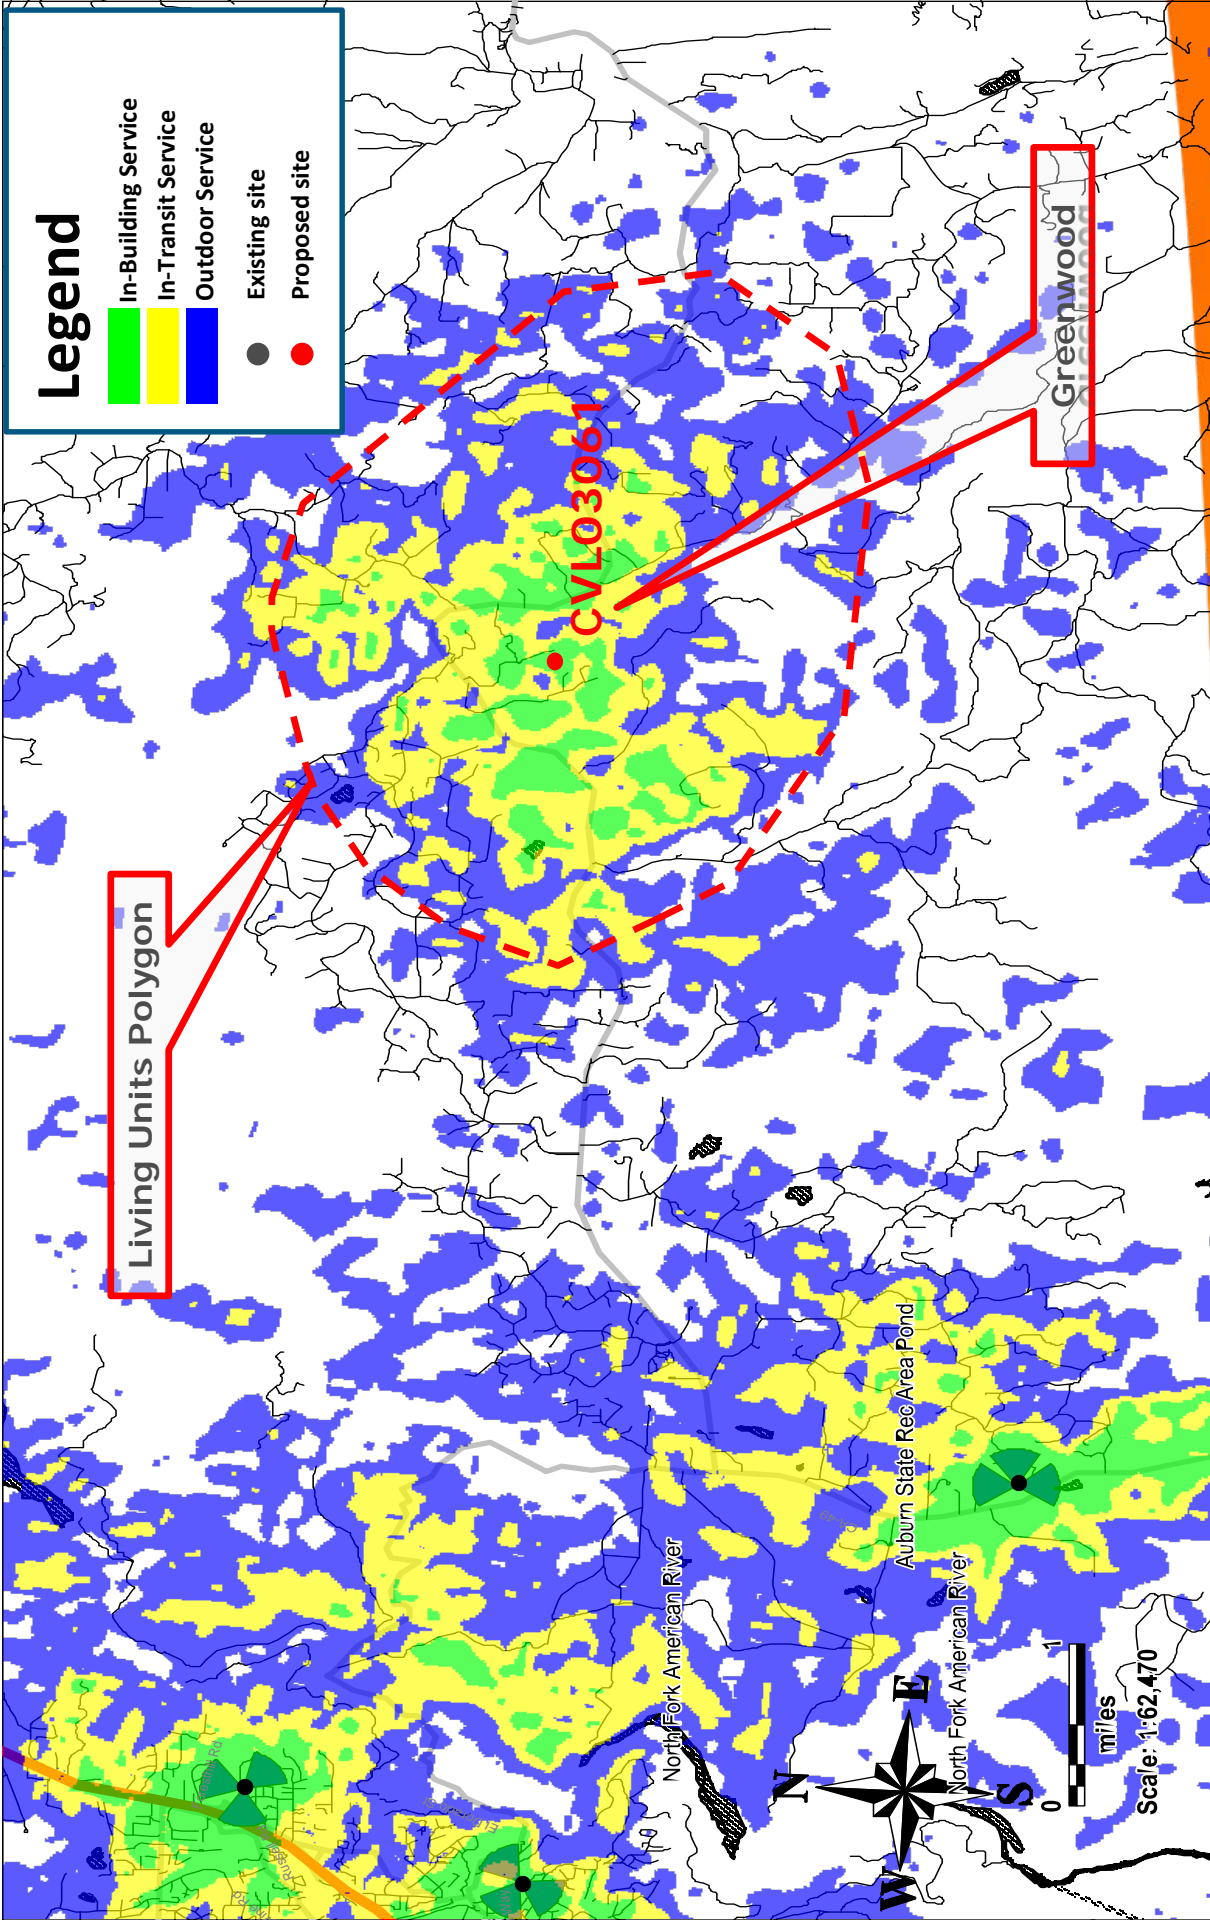 Legend
In-Building Service
In-Transit Service
Outdoor Service
Existing site
Proposed site
Living Units Polygon
CVL03061
Greenwood
Auburn State Rec Area Pond
North Fork American River
North Fork American River
CA-49
N
E
S
W
0 1
miles
Scale: 1:62,470